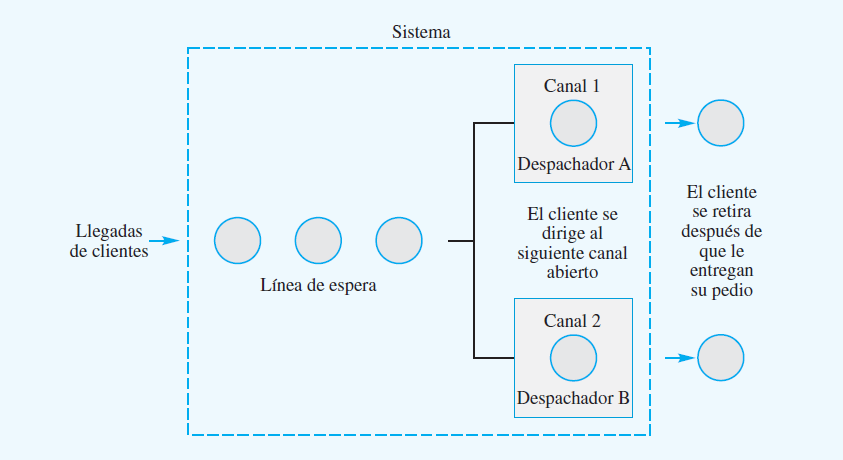 Sistema
Canal 1
Despachador A
Llegadas
de clientes
Línea de espera
El cliente se
dirige al
siguiente canal
abierto
El cliente
se retira
después de
que le
entregan
su pedio
Canal 2
Despachador B